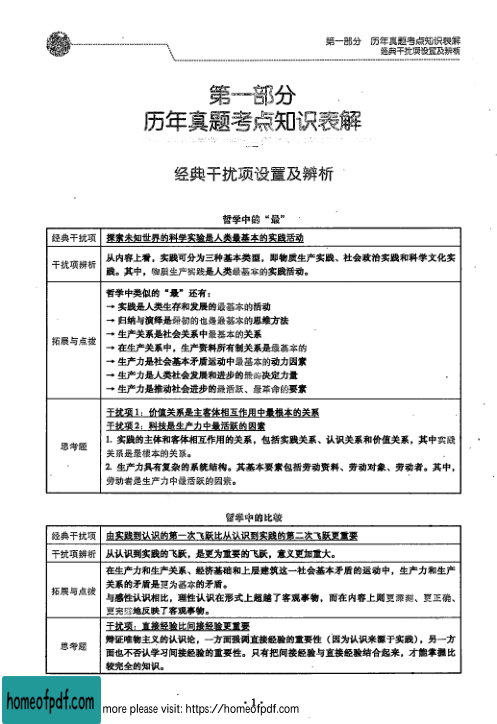 第一部分　历年真题考点知识表解
经典干扰项设置及辨析
第一部分
历年真题考点知识表解
经典干扰项设置及辨析
哲学中的“最”
经典干扰项 探索未知世界的科学实验是人类最基本的实践活动
干扰项辨析 从内容上看，实践可分为三种基本类型，即物质生产实践、社会政治实践和科学文化实
践。其中，物质生产实践是人类最基本的实践活动。
哲学中类似的“最”还有：
→ 实践是人类生存和发展的最基本的活动
→ 归纳与演绎是最初的也是最基本的思维方法
→ 生产关系是社会关系中最基本的关系
拓展与点拨 → 在生产关系中，生产资料所有制关系是最基本的
→ 生产力是社会基本矛盾运动中最基本的动力因素
→ 生产力是人类社会发展和进步的最终决定力量
→ 生产力是推动社会进步的最活跃、最革命的要素
干扰项1：价值关系是主客体相互作用中最根本的关系
干扰项2：科技是生产力中最活跃的因素
思考题 1. 实践的主体和客体相互作用的关系，包括实践关系、认识关系和价值关系，其中实践
关系是最根本的关系。
2. 生产力具有复杂的系统结构。其基本要素包括劳动资料、劳动对象、劳动者。其中，
劳动者是生产力中最活跃的因素。
哲学中的比较
经典干扰项 由实践到认识的第一次飞跃比从认识到实践的第二次飞跃更重要
干扰项辨析 从认识到实践的飞跃，是更为重要的飞跃，意义更加重大。
在生产力和生产关系、经济基础和上层建筑这一社会基本矛盾的运动中，生产力和生产
拓展与点拨 关系的矛盾是更为基本的矛盾。
与感性认识相比，理性认识在形式上超越了客观事物，而在内容上则更深刻、更正确、
更完全地反映了客观事物。
干扰项：直接经验比间接经验更重要
思考题 辩证唯物主义的认识论，一方面强调直接经验的重要性（因为认识来源于实践），另一方
面也不否认学习间接经验的重要性。只有把间接经验与直接经验结合起来，才能掌握比
较完全的知识。
· 1 ·
homeofpdf.com more please visit: https://homeofpdf.com